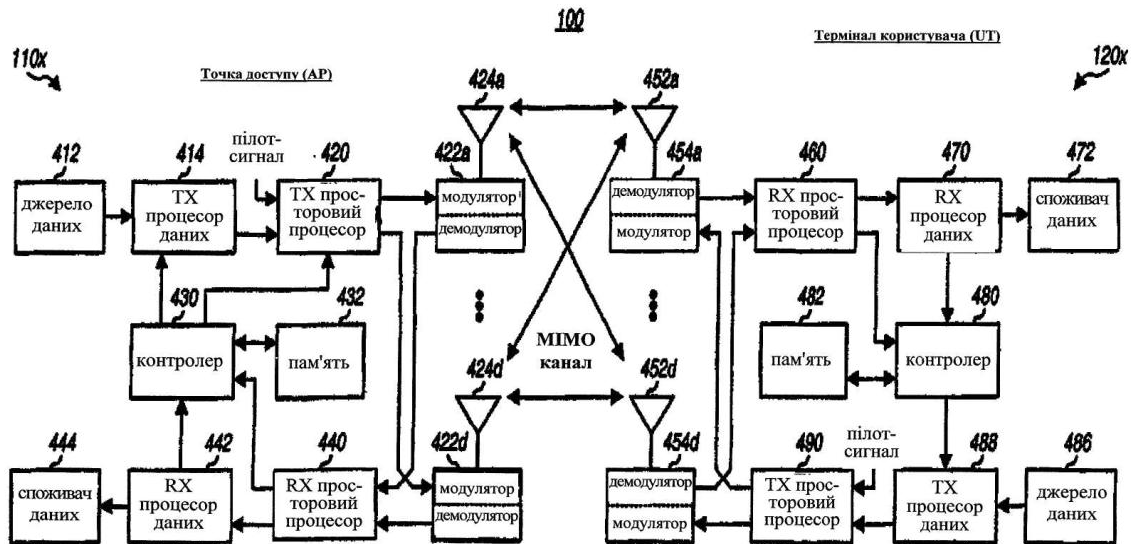 100
110x
Точка доступу (AP)
Термінал користувача (UT)
120x
424a
452a
412
414
пілот-
сигнал
420
422a
454a
460
470
472
джерело
даних
TX
процесор
даних
TX прос-
торовий
процесор
модулятор
демодулятор
демодулятор
модулятор
RX прос-
торовий
процесор
RX
процесор
даних
споживач
даних
430
432
482
480
контролер
пам'ять
MIMO
канал
пам'ять
контролер
424d
452d
444
442
440
422d
454d
490
пілот-
сигнал
488
486
споживач
даних
RX
процесор
даних
RX прос-
торовий
процесор
модулятор
демодулятор
демодулятор
модулятор
TX прос-
торовий
процесор
TX
процесор
даних
джерело
даних